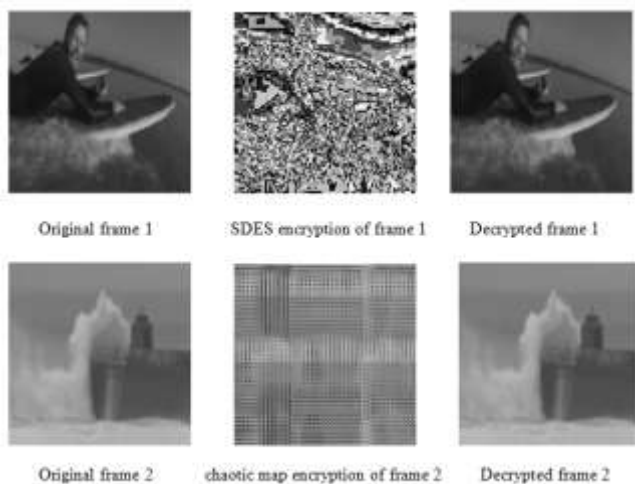 Original frame 1
SDES encryption of frame 1
Decrypted frame 1
Original frame 2
chaotic map encryption of frame 2
Decrypted frame 2